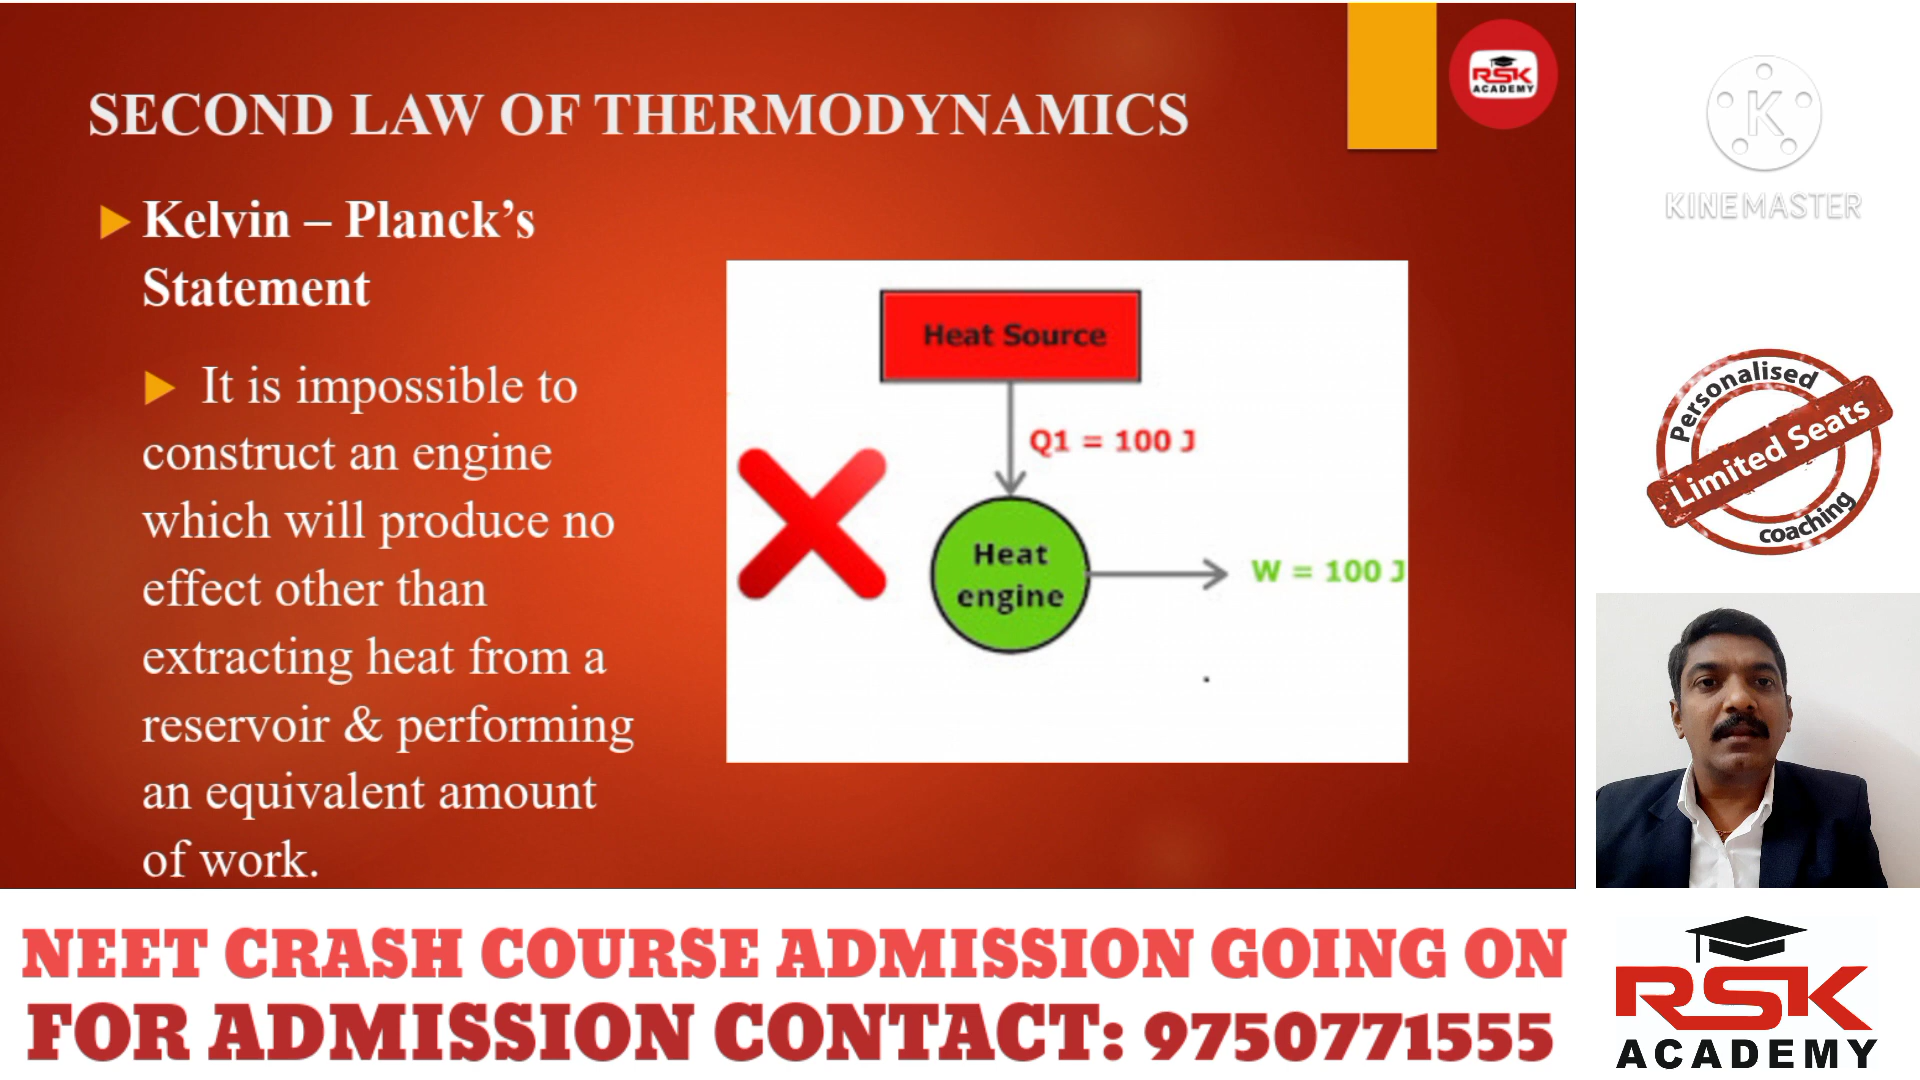 SECOND LAW OF THERMODYNAMICS
RSK
ACADEMY
Kelvin – Planck’s
Statement
It is impossible to
construct an engine
which will produce no
effect other than
extracting heat from a
reservoir & performing
an equivalent amount
of work.
Heat Source
Q1 = 100 J
Heat
engine
W = 100 J
K
KINEMASTER
Personalised
Limited Seats
coaching
NEET CRASH COURSE ADMISSION GOING ON
FOR ADMISSION CONTACT: 9750771555
RSK
ACADEMY